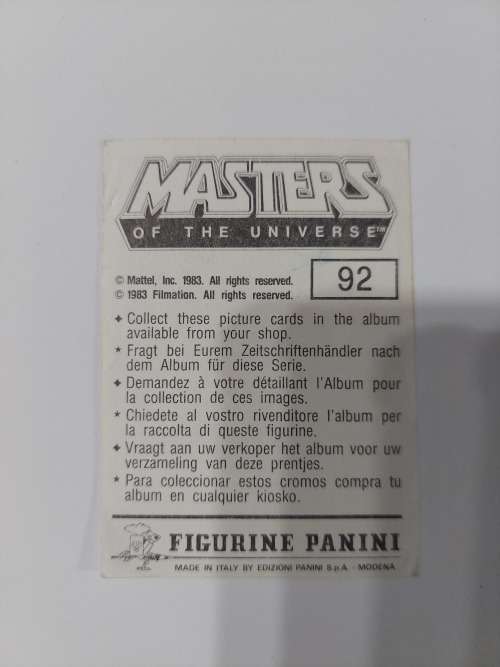 MASTERS
OF THE UNIVERSE™
© Mattel, Inc. 1983. All rights reserved.
© 1983 Filmation. All rights reserved.
92
✦ Collect these picture cards in the album
available from your shop.
★ Fragt bei Eurem Zeitschriftenhändler nach
dem Album für diese Serie.
✦ Demandez à votre détaillant l'Album pour
la collection de ces images.
★ Chiedete al vostro rivenditore l'album per
la raccolta di queste figurine.
✦ Vraagt aan uw verkoper het album voor uw
verzameling van deze prentjes.
★ Para coleccionar estos cromos compra tu
album en cualquier kiosko.
FIGURINE PANINI
MADE IN ITALY BY EDIZIONI PANINI S.p.A. - MODENA